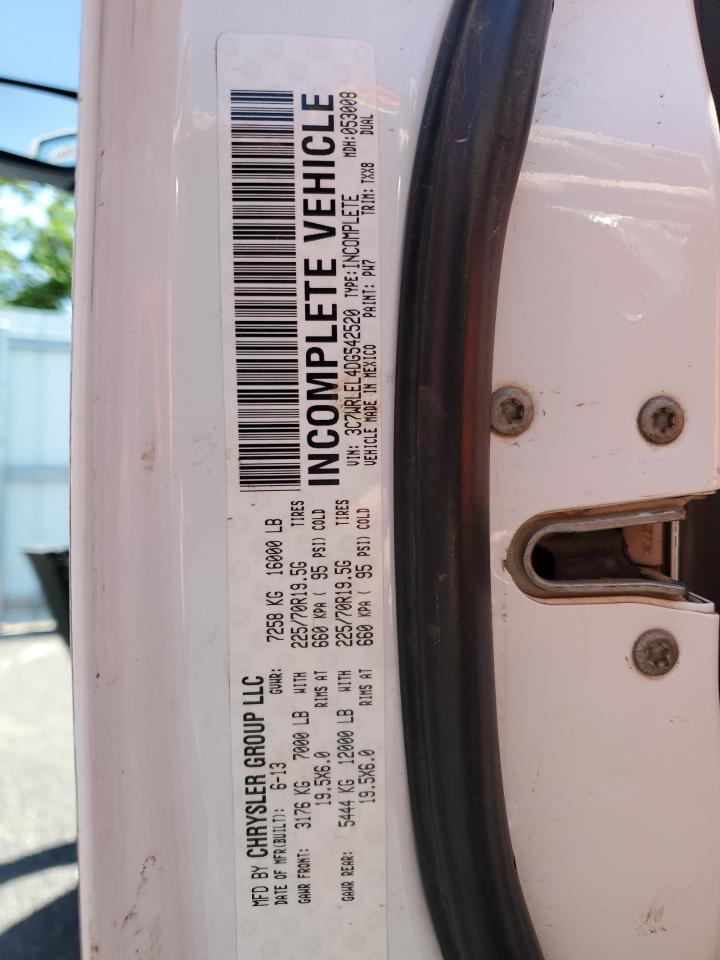 MFD BY CHRYSLER GROUP LLC
DATE OF MFR(BUILT): 6-13 GVWR: 7258 KG 16000 LB
GAWR FRONT: 3176 KG 7000 LB WITH 225/70R19.5G TIRES
19.5X6.0 RIMS AT 660 KPA ( 95 PSI) COLD
GAWR REAR: 5444 KG 12000 LB WITH 225/70R19.5G TIRES
19.5X6.0 RIMS AT 660 KPA ( 95 PSI) COLD
INCOMPLETE VEHICLE
VIN: 3C7WRLEL4DG542520 TYPE: INCOMPLETE MDH: 053008
VEHICLE MADE IN MEXICO PAINT: PW7 TRIM: TXX8 DUAL